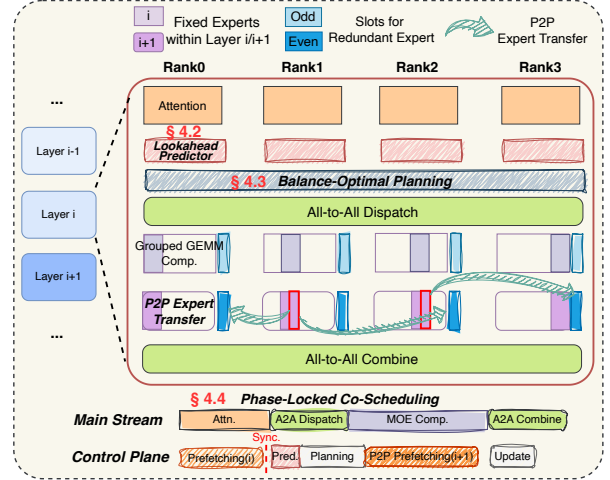 i Fixed Experts within Layer i/i+1
i+1
Odd Slots for Redundant Expert
Even
P2P Expert Transfer
Rank0 Rank1 Rank2 Rank3
...
Attention
§ 4.2
Lookahead Predictor
Layer i-1
§ 4.3 Balance-Optimal Planning
Layer i
All-to-All Dispatch
Grouped GEMM Comp.
Layer i+1
P2P Expert Transfer
...
All-to-All Combine
§ 4.4 Phase-Locked Co-Scheduling
Main Stream Attn. A2A Dispatch MOE Comp. A2A Combine
Sync.
Control Plane Prefetching(i) Pred. Planning P2P Prefetching(i+1) Update